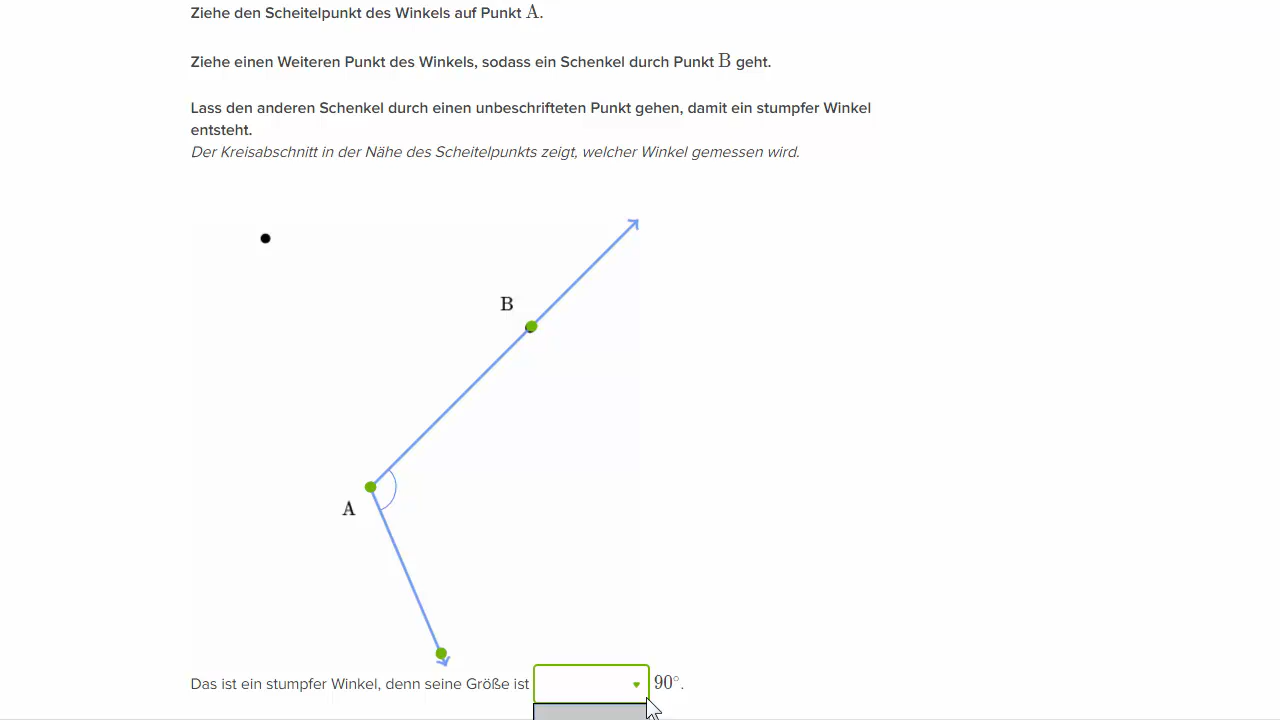 Ziehe den Scheitelpunkt des Winkels auf Punkt A.
Ziehe einen Weiteren Punkt des Winkels, sodass ein Schenkel durch Punkt B geht.
Lass den anderen Schenkel durch einen unbeschrifteten Punkt gehen, damit ein stumpfer Winkel
entsteht.
Der Kreisabschnitt in der Nähe des Scheitelpunkts zeigt, welcher Winkel gemessen wird.
B
A
Das ist ein stumpfer Winkel, denn seine Größe ist 90°.